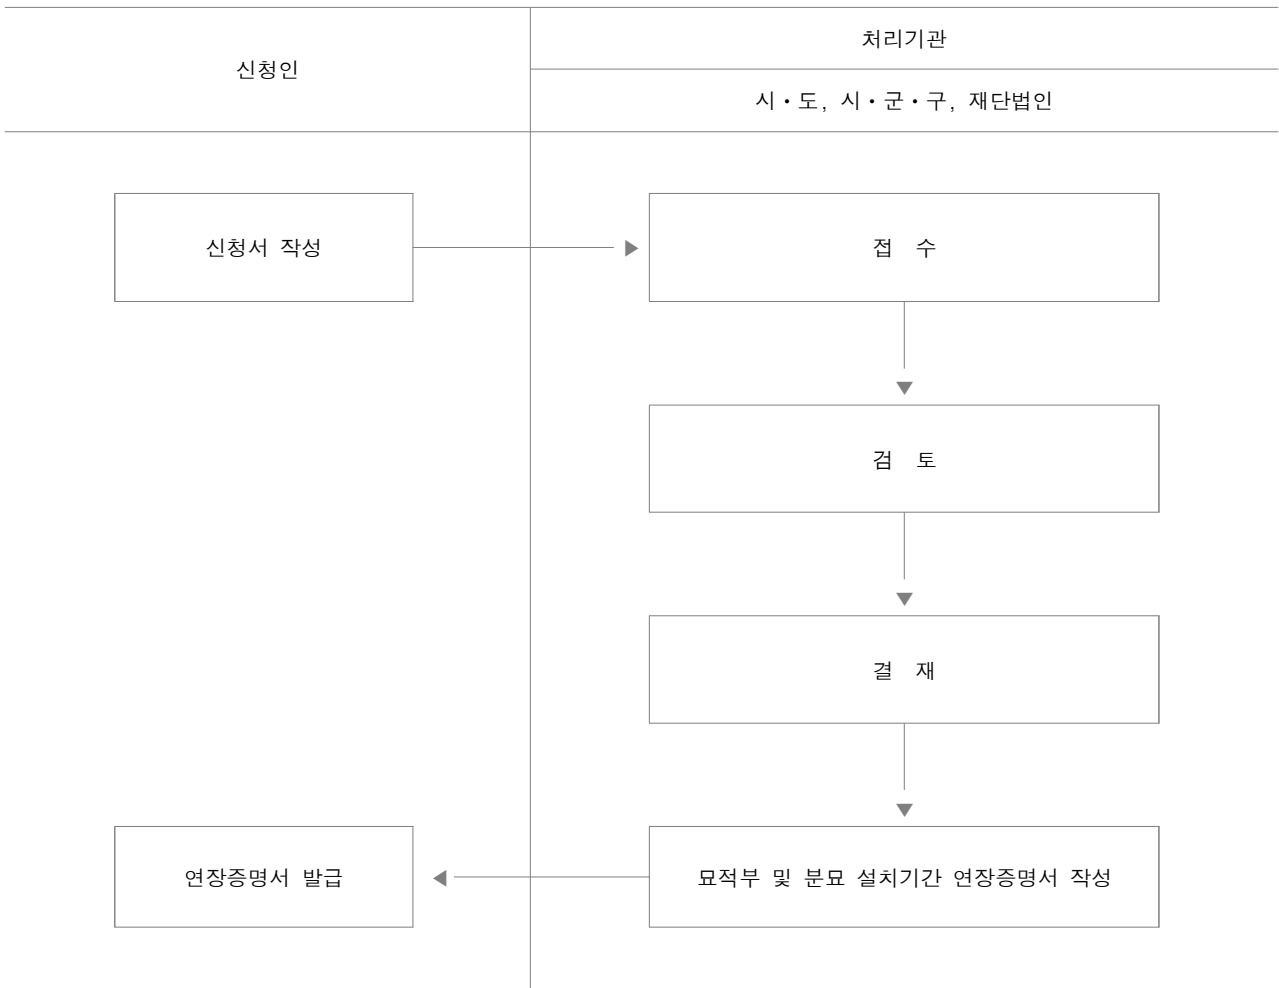 신청인
처리기관
시·도, 시·군·구, 재단법인
신청서 작성
접 수
검 토
결 재
묘적부 및 분묘 설치기간 연장증명서 작성
연장증명서 발급